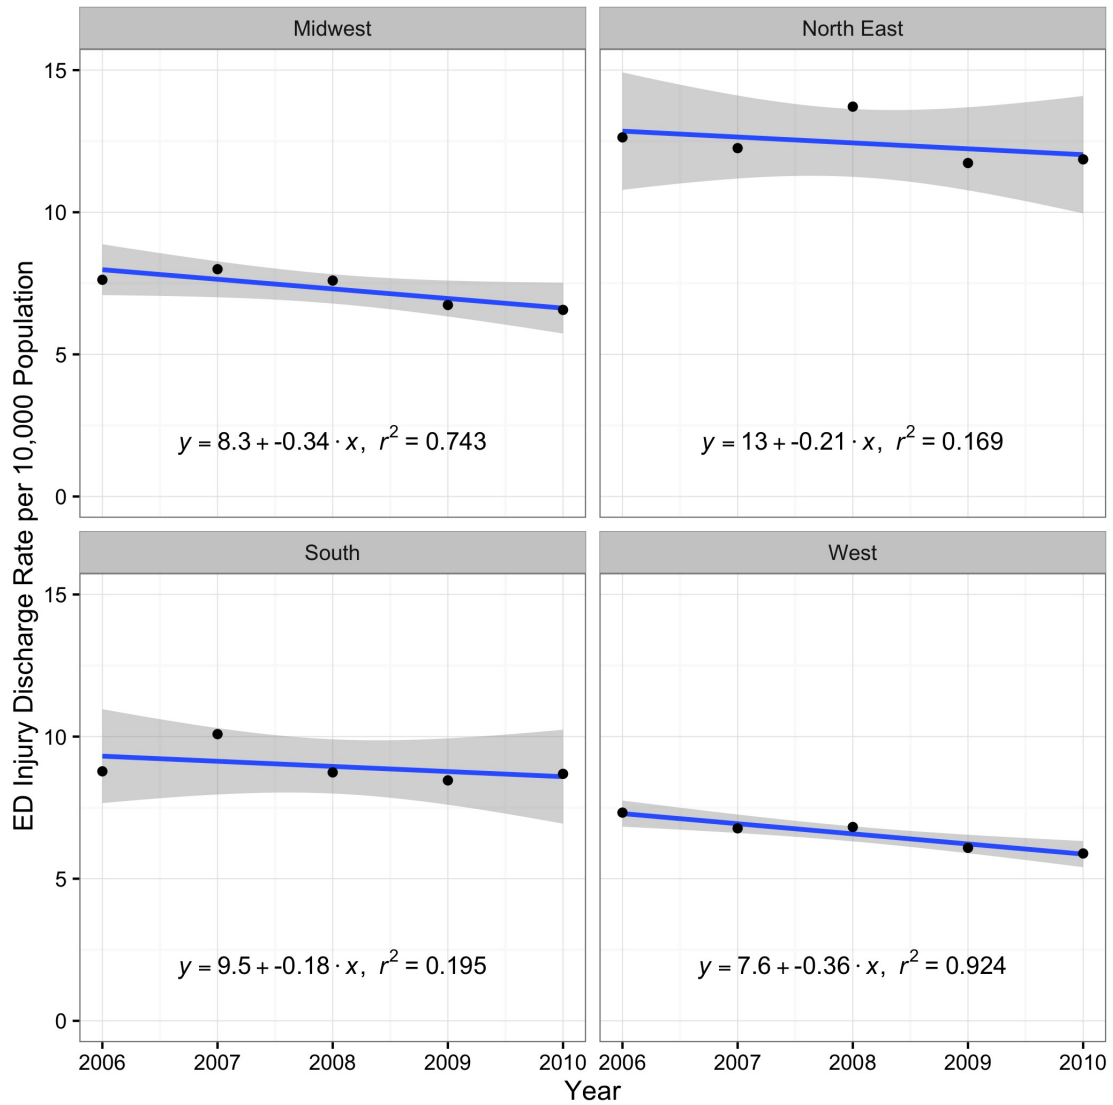 Midwest
North East
15
10
5
0
y = 8.3 + -0.34 · x, r² = 0.743
y = 13 + -0.21 · x, r² = 0.169
South
West
15
10
5
0
y = 9.5 + -0.18 · x, r² = 0.195
y = 7.6 + -0.36 · x, r² = 0.924
2006 2007 2008 2009 2010
2006 2007 2008 2009 2010
Year
ED Injury Discharge Rate per 10,000 Population